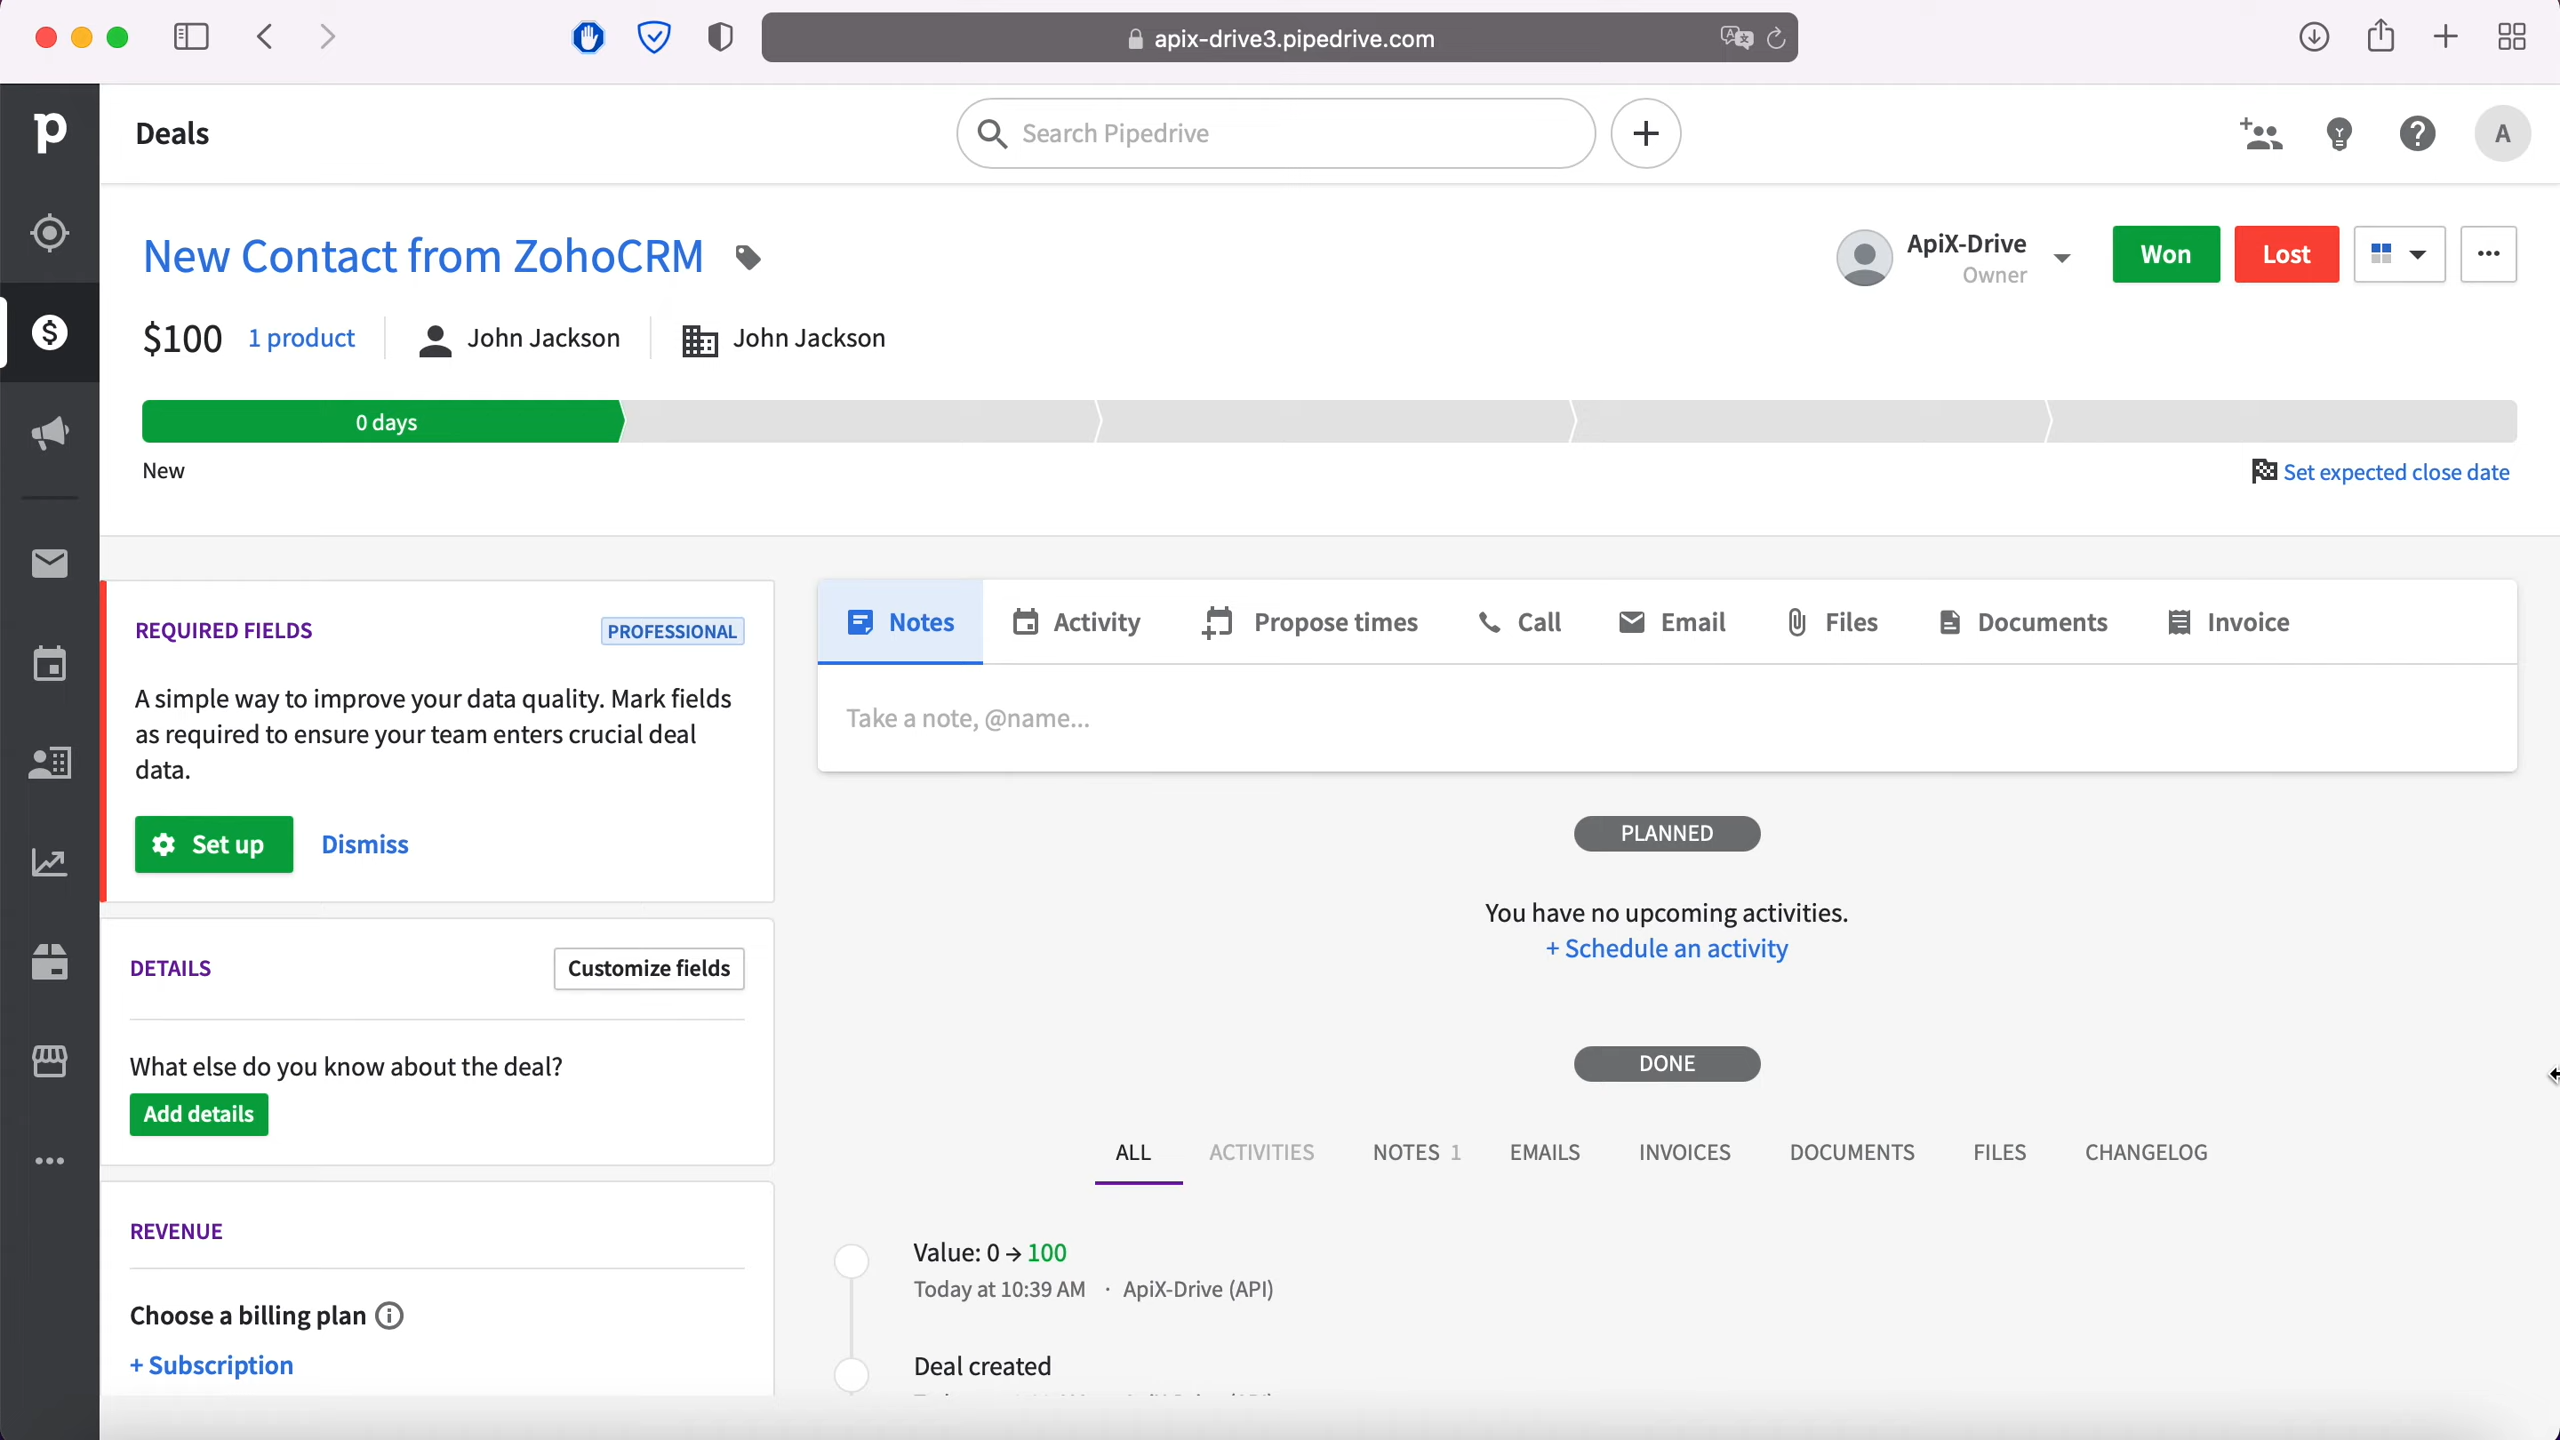 apix-drive3.pipedrive.com
Deals
Search Pipedrive
A
New Contact from ZohoCRM
ApiX-Drive
Owner
Won
Lost
$100 1 product
John Jackson
John Jackson
0 days
New
Set expected close date
REQUIRED FIELDS
PROFESSIONAL
A simple way to improve your data quality. Mark fields
as required to ensure your team enters crucial deal
data.
Set up
Dismiss
DETAILS
Customize fields
What else do you know about the deal?
Add details
REVENUE
Choose a billing plan
+ Subscription
Notes
Activity
Propose times
Call
Email
Files
Documents
Invoice
Take a note, @name...
PLANNED
You have no upcoming activities.
+ Schedule an activity
DONE
ALL
ACTIVITIES
NOTES 1
EMAILS
INVOICES
DOCUMENTS
FILES
CHANGELOG
Value: 0 → 100
Today at 10:39 AM · ApiX-Drive (API)
Deal created